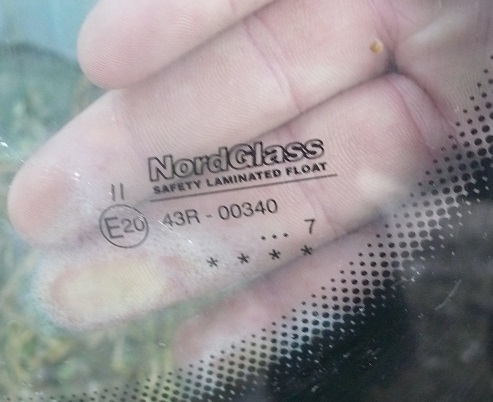 NordGlass
SAFETY LAMINATED FLOAT
II
E20 43R - 00340
... 7
* * * *